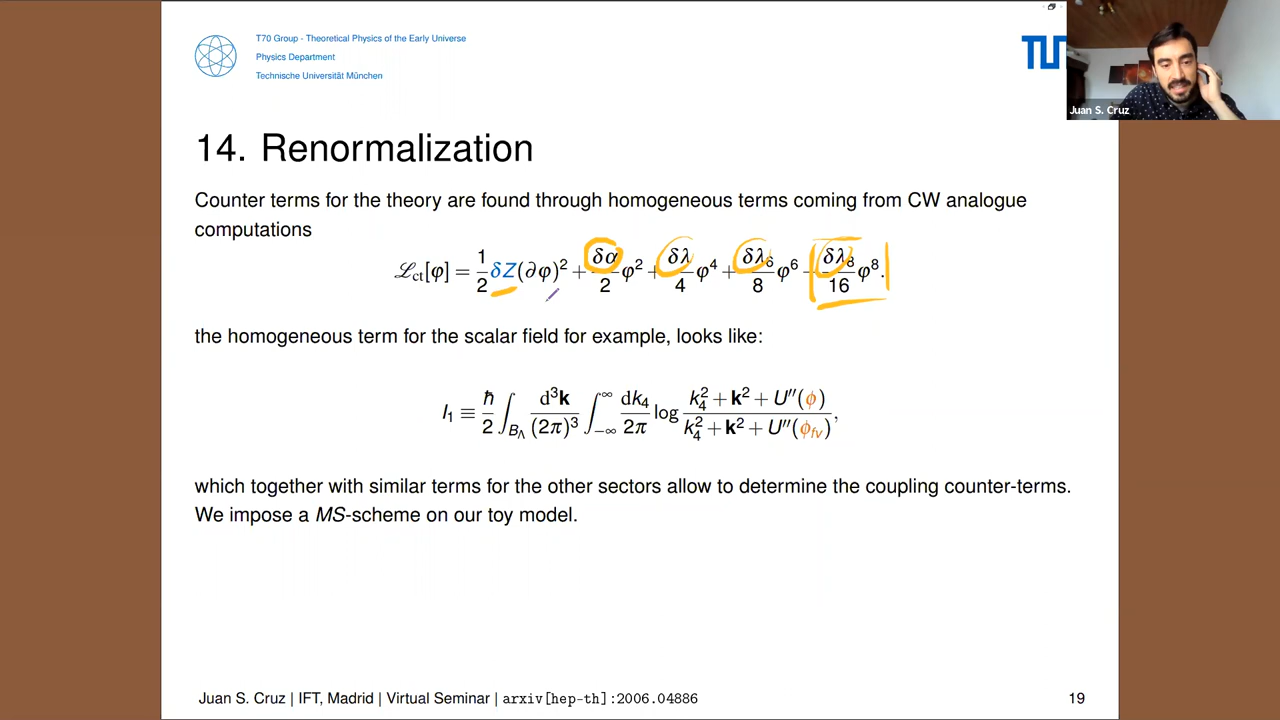 T70 Group - Theoretical Physics of the Early Universe
Physics Department
Technische Universität München
TUM
Juan S. Cruz
14. Renormalization
Counter terms for the theory are found through homogeneous terms coming from CW analogue
computations
ℒct[φ] = 1/2 δZ(∂φ)² + δα/2 φ² + δλ/4 φ⁴ + δλ₆/8 φ⁶ + δλ₈/16 φ⁸.
the homogeneous term for the scalar field for example, looks like:
I₁ ≡ ℏ/2 ∫_{B_Λ} d³k/(2π)³ ∫_{−∞}^{∞} dk₄/2π log (k₄² + k² + U″(ϕ))/(k₄² + k² + U″(ϕ_fv)),
which together with similar terms for the other sectors allow to determine the coupling counter-terms.
We impose a MS-scheme on our toy model.
Juan S. Cruz | IFT, Madrid | Virtual Seminar | arxiv[hep-th]:2006.04886
19